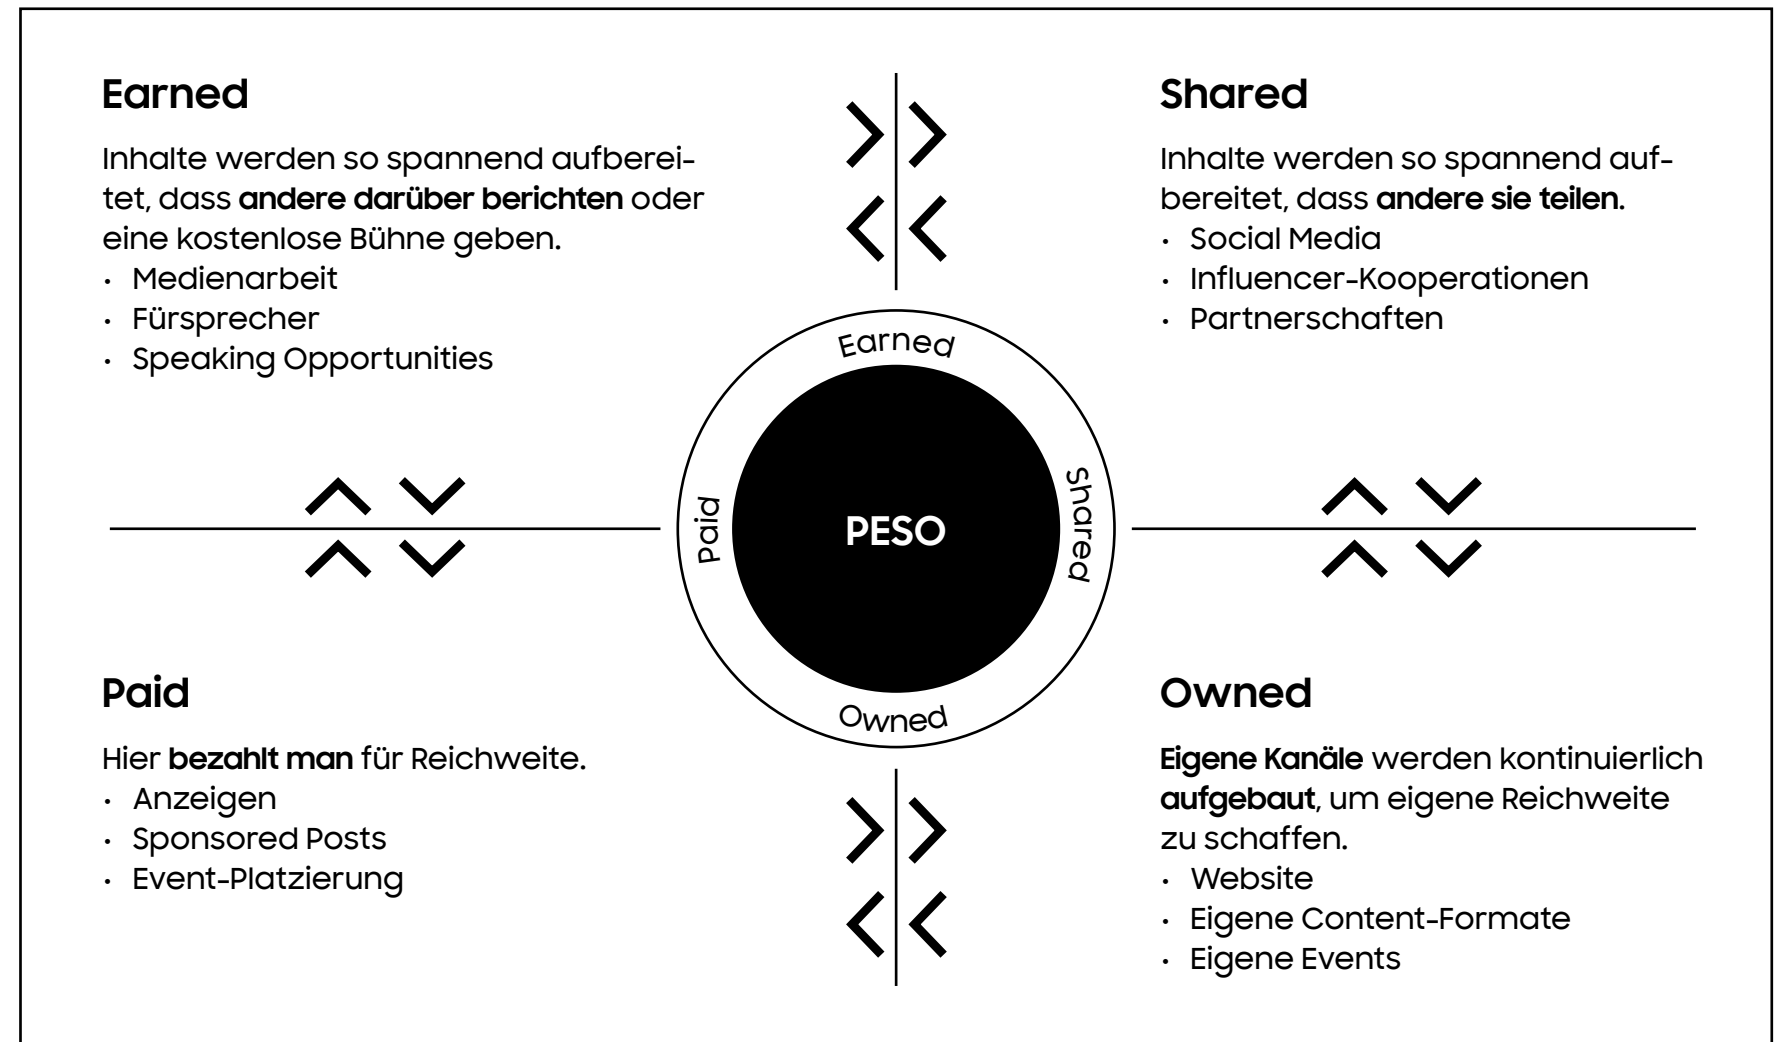 Earned
Inhalte werden so spannend aufberei-
tet, dass andere darüber berichten oder
eine kostenlose Bühne geben.
· Medienarbeit
· Fürsprecher
· Speaking Opportunities
Shared
Inhalte werden so spannend auf-
bereitet, dass andere sie teilen.
· Social Media
· Influencer-Kooperationen
· Partnerschaften
Earned
Paid
PESO
Shared
Owned
Paid
Hier bezahlt man für Reichweite.
· Anzeigen
· Sponsored Posts
· Event-Platzierung
Owned
Eigene Kanäle werden kontinuierlich
aufgebaut, um eigene Reichweite
zu schaffen.
· Website
· Eigene Content-Formate
· Eigene Events